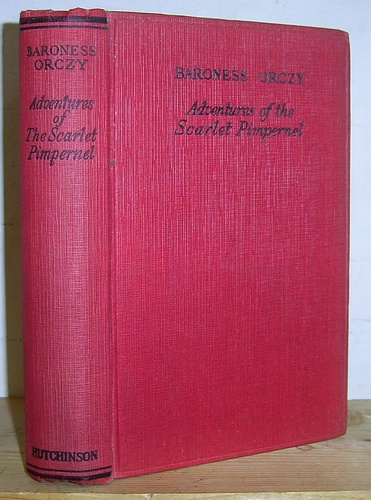 BARONESS
ORCZY
Adventures
of
The Scarlet
Pimpernel
HUTCHINSON
BARONESS ORCZY
Adventures of the
Scarlet Pimpernel